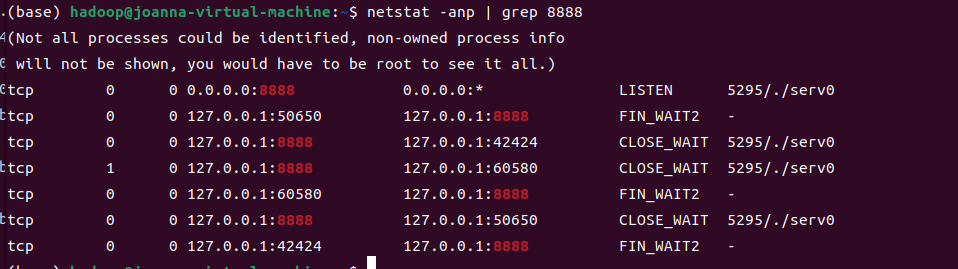 (base) hadoop@joanna-virtual-machine:~$ netstat -anp | grep 8888
(Not all processes could be identified, non-owned process info
 will not be shown, you would have to be root to see it all.)
tcp        0      0 0.0.0.0:8888            0.0.0.0:*               LISTEN      5295/./serv0
tcp        0      0 127.0.0.1:50650         127.0.0.1:8888          FIN_WAIT2   -
tcp        0      0 127.0.0.1:8888          127.0.0.1:42424         CLOSE_WAIT  5295/./serv0
tcp        1      0 127.0.0.1:8888          127.0.0.1:60580         CLOSE_WAIT  5295/./serv0
tcp        0      0 127.0.0.1:60580         127.0.0.1:8888          FIN_WAIT2   -
tcp        0      0 127.0.0.1:8888          127.0.0.1:50650         CLOSE_WAIT  5295/./serv0
tcp        0      0 127.0.0.1:42424         127.0.0.1:8888          FIN_WAIT2   -